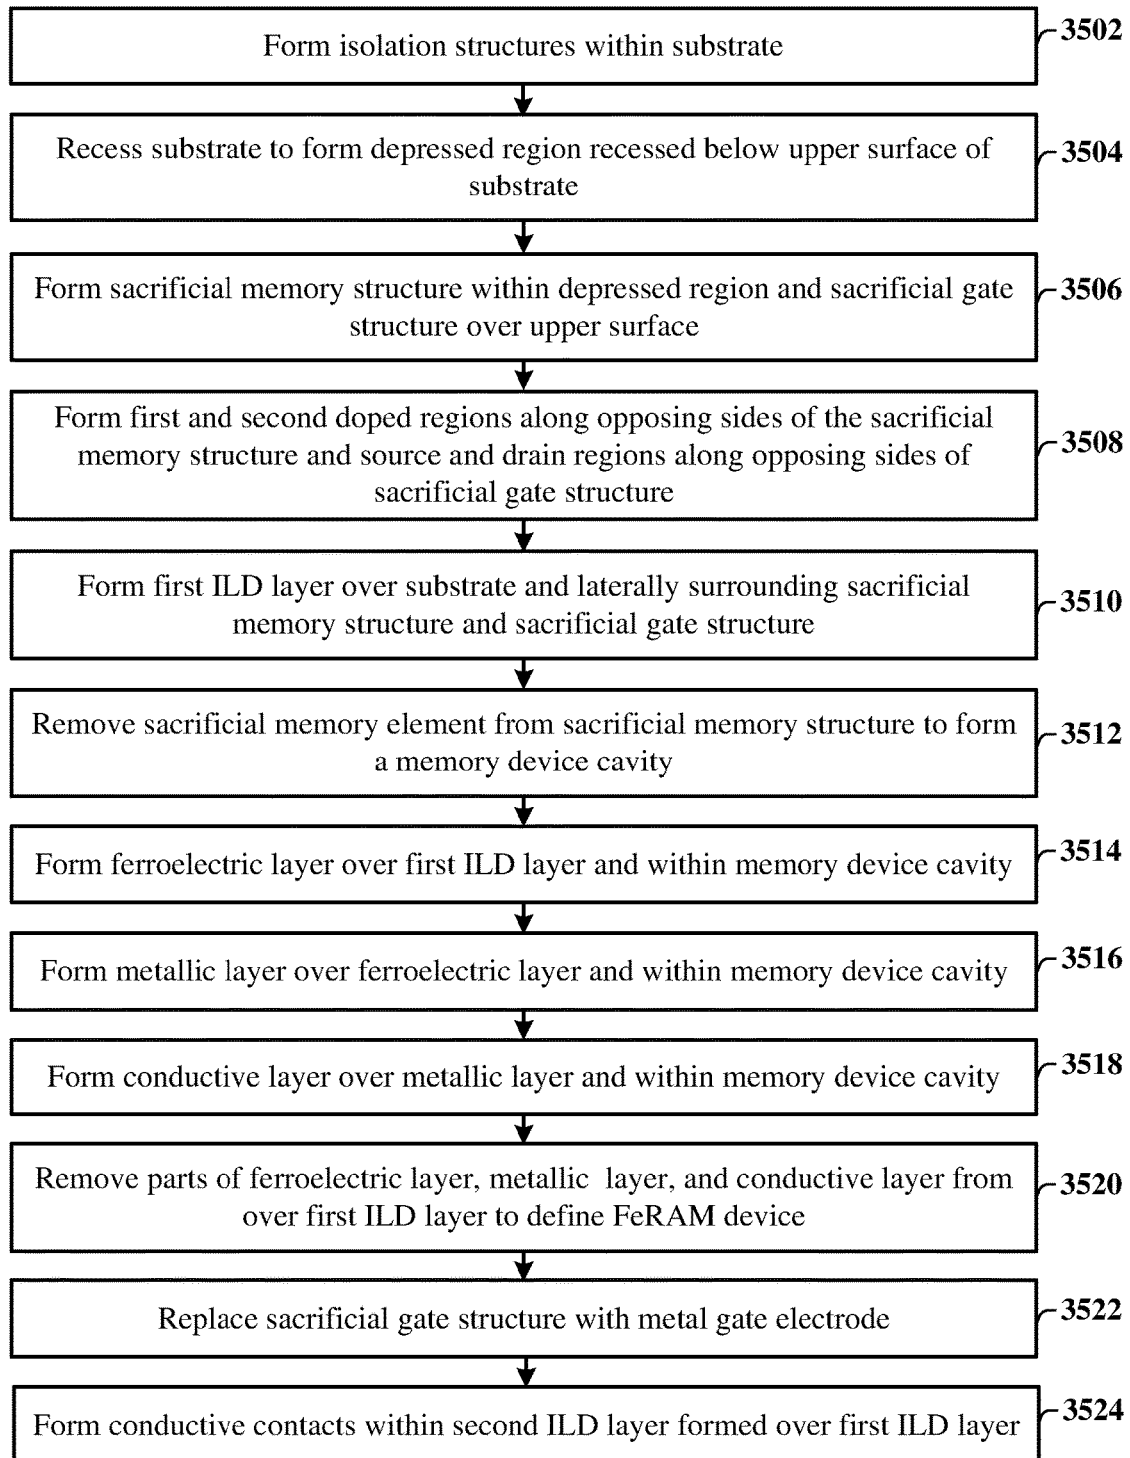 Form isolation structures within substrate
3502
Recess substrate to form depressed region recessed below upper surface of
substrate
3504
Form sacrificial memory structure within depressed region and sacrificial gate
structure over upper surface
3506
Form first and second doped regions along opposing sides of the sacrificial
memory structure and source and drain regions along opposing sides of
sacrificial gate structure
3508
Form first ILD layer over substrate and laterally surrounding sacrificial
memory structure and sacrificial gate structure
3510
Remove sacrificial memory element from sacrificial memory structure to form
a memory device cavity
3512
Form ferroelectric layer over first ILD layer and within memory device cavity
3514
Form metallic layer over ferroelectric layer and within memory device cavity
3516
Form conductive layer over metallic layer and within memory device cavity
3518
Remove parts of ferroelectric layer, metallic layer, and conductive layer from
over first ILD layer to define FeRAM device
3520
Replace sacrificial gate structure with metal gate electrode
3522
Form conductive contacts within second ILD layer formed over first ILD layer
3524